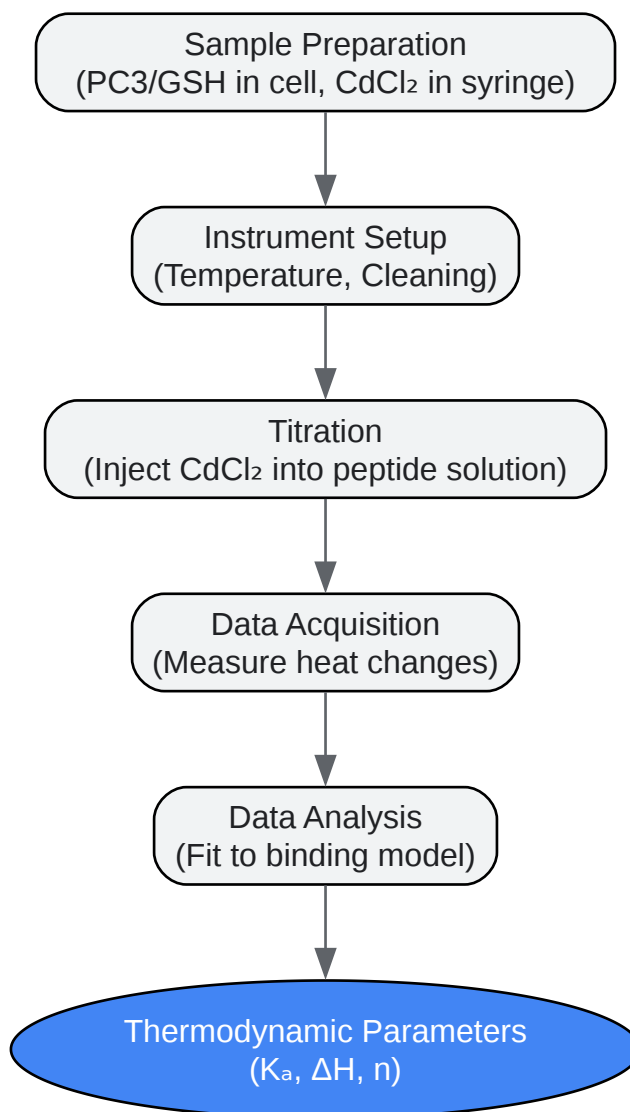 Sample Preparation
(PC3/GSH in cell, CdCl₂ in syringe)
Instrument Setup
(Temperature, Cleaning)
Titration
(Inject CdCl₂ into peptide solution)
Data Acquisition
(Measure heat changes)
Data Analysis
(Fit to binding model)
Thermodynamic Parameters
(Kₐ, ΔH, n)